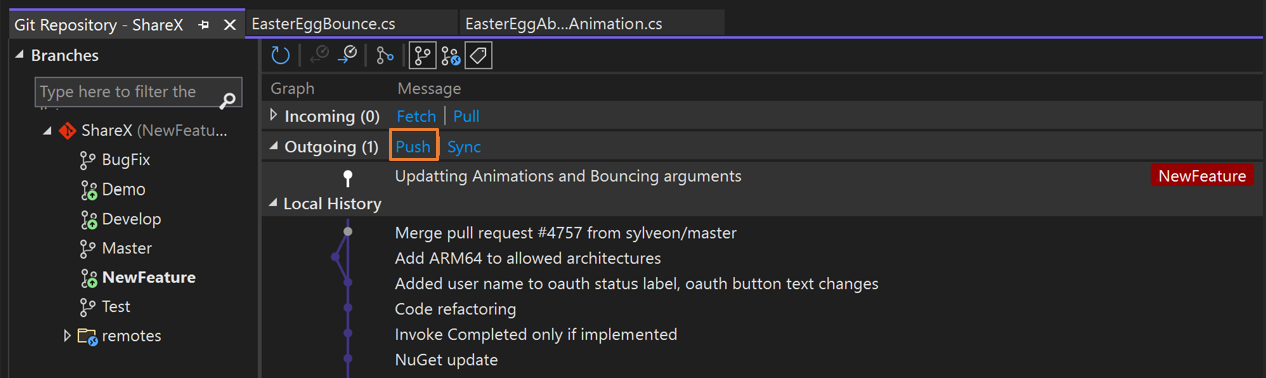 Git Repository - ShareX
EasterEggBounce.cs
EasterEggAb...Animation.cs
Branches
Type here to filter the
ShareX (NewFeatu...
BugFix
Demo
Develop
Master
NewFeature
Test
remotes
Graph Message
Incoming (0) Fetch Pull
Outgoing (1) Push Sync
Updatting Animations and Bouncing arguments NewFeature
Local History
Merge pull request #4757 from sylveon/master
Add ARM64 to allowed architectures
Added user name to oauth status label, oauth button text changes
Code refactoring
Invoke Completed only if implemented
NuGet update